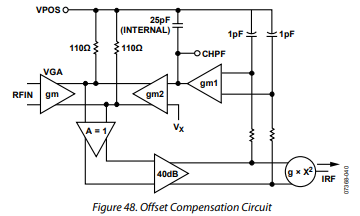 VPOS
25pF
(INTERNAL)
1pF
1pF
110Ω
110Ω
CHPF
VGA
RFIN
gm
gm2
gm1
VX
A = 1
40dB
g × X2
IRF
07368-040
Figure 48. Offset Compensation Circuit